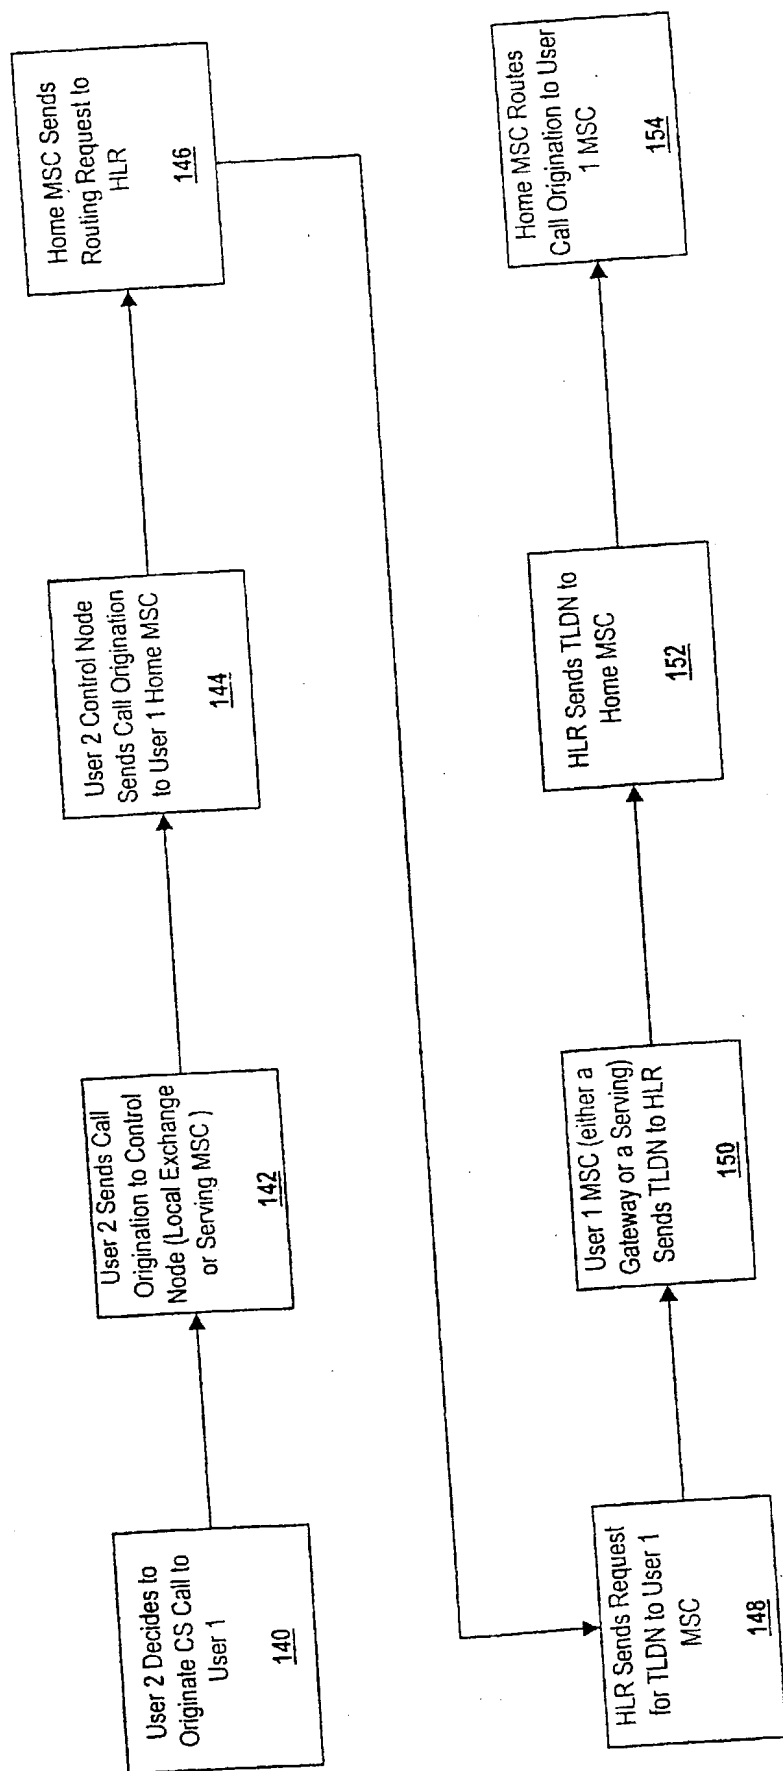 User 2 Decides to
Originate CS Call to
User 1
140
User 2 Sends Call
Origination to Control
Node (Local Exchange
or Serving MSC )
142
User 2 Control Node
Sends Call Origination
to User 1 Home MSC
144
Home MSC Sends
Routing Request to
HLR
146
HLR Sends Request
for TLDN to User 1
MSC
148
User 1 MSC (either a
Gateway or a Serving)
Sends TLDN to HLR
150
HLR Sends TLDN to
Home MSC
152
Home MSC Routes
Call Origination to User
1 MSC
154